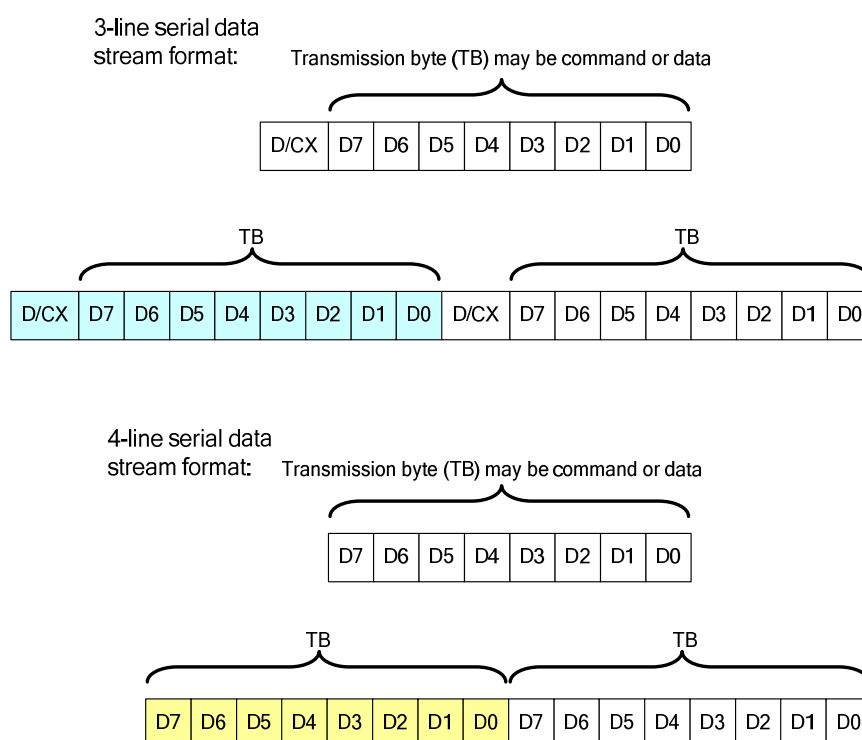 3-line serial data
stream format:
Transmission byte (TB) may be command or data
D/CX D7 D6 D5 D4 D3 D2 D1 D0
TB TB
D/CX D7 D6 D5 D4 D3 D2 D1 D0 D/CX D7 D6 D5 D4 D3 D2 D1 D0
4-line serial data
stream format:
Transmission byte (TB) may be command or data
D7 D6 D5 D4 D3 D2 D1 D0
TB TB
D7 D6 D5 D4 D3 D2 D1 D0 D7 D6 D5 D4 D3 D2 D1 D0